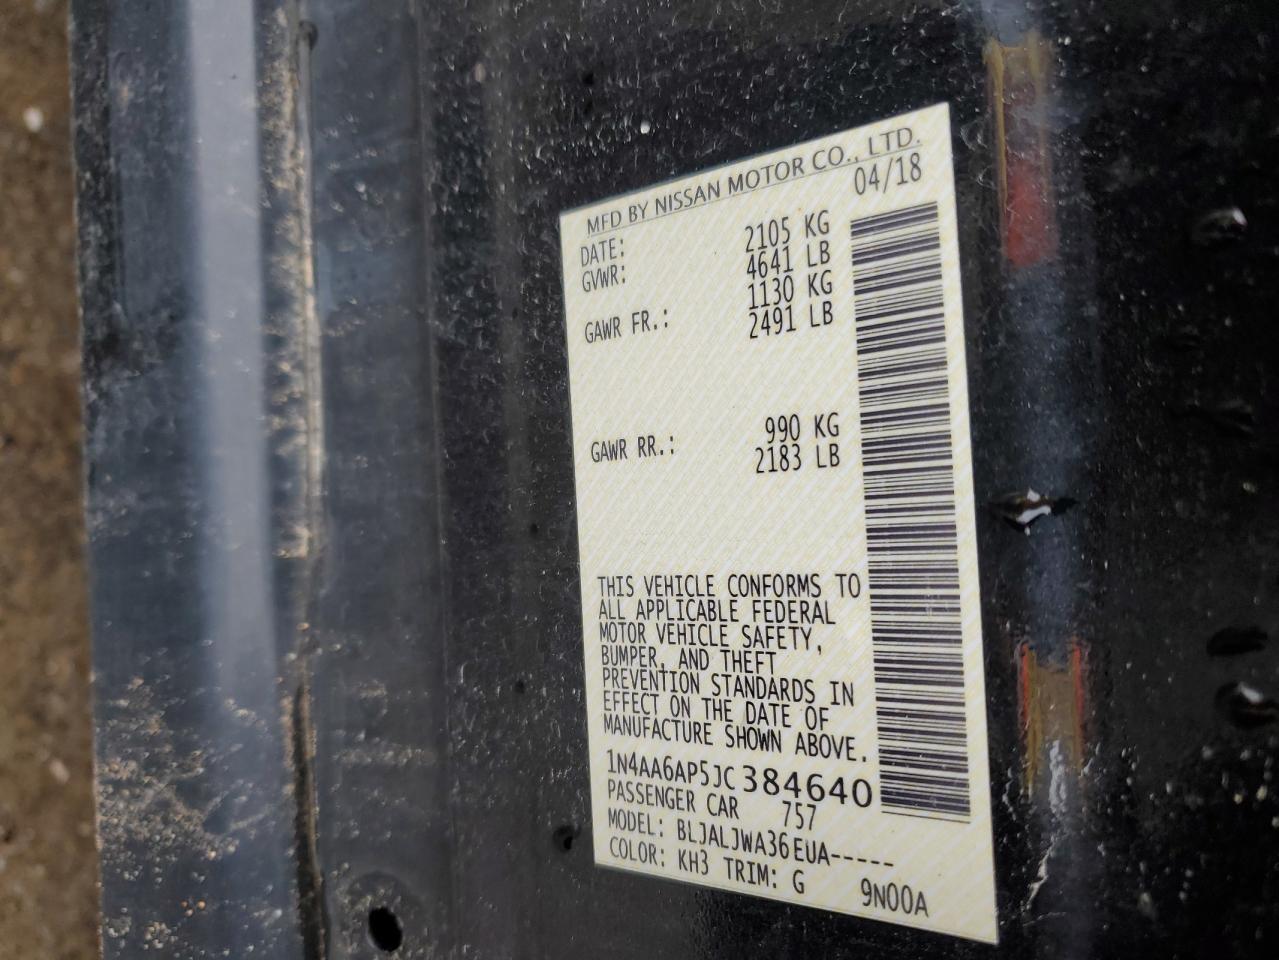 MFD BY NISSAN MOTOR CO., LTD.
DATE: 04/18
GVWR: 2105 KG
4641 LB
GAWR FR.: 1130 KG
2491 LB
GAWR RR.: 990 KG
2183 LB
THIS VEHICLE CONFORMS TO
ALL APPLICABLE FEDERAL
MOTOR VEHICLE SAFETY,
BUMPER, AND THEFT
PREVENTION STANDARDS IN
EFFECT ON THE DATE OF
MANUFACTURE SHOWN ABOVE.
1N4AA6AP5JC384640
PASSENGER CAR 757
MODEL: BLJALJWA36EUA-----
COLOR: KH3 TRIM: G 9N00A